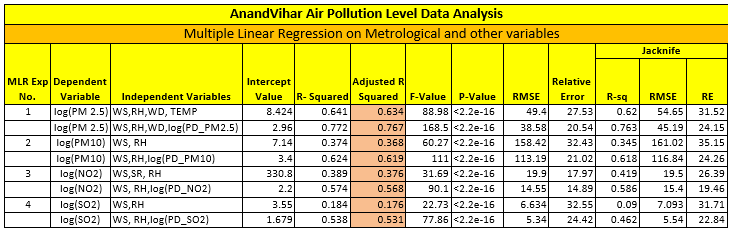 AnandVihar Air Pollution Level Data Analysis
Multiple Linear Regression on Metrological and other variables
Jacknife
MLR Exp No. Dependent Variable Independent Variables Intercept Value R- Squared Adjusted R Squared F-Value P-Value RMSE Relative Error R-sq RMSE RE
1 log(PM 2.5) WS,RH,WD, TEMP 8.424 0.641 0.634 88.98 <2.2e-16 49.4 27.53 0.62 54.65 31.52
log(PM 2.5) WS,RH,WD,log(PD_PM2.5) 2.96 0.772 0.767 168.5 <2.2e-16 38.58 20.54 0.763 45.19 24.15
2 log(PM10) WS, RH 7.14 0.374 0.368 60.27 <2.2e-16 158.42 32.43 0.345 161.02 35.15
log(PM10) WS,RH,log(PD_PM10) 3.4 0.624 0.619 111 <2.2e-16 113.19 21.02 0.618 116.84 24.26
3 log(NO2) WS,SR, RH 330.8 0.389 0.376 31.69 <2.2e-16 19.9 17.97 0.419 19.5 26.39
log(NO2) WS, RH,log(PD_NO2) 2.2 0.574 0.568 90.1 <2.2e-16 14.55 14.89 0.586 15.4 19.46
4 log(SO2) WS,RH 3.55 0.184 0.176 22.73 <2.2e-16 6.634 32.55 0.09 7.093 31.71
log(SO2) WS, RH,log(PD_SO2) 1.679 0.538 0.531 77.86 <2.2e-16 5.34 24.42 0.462 5.54 22.84